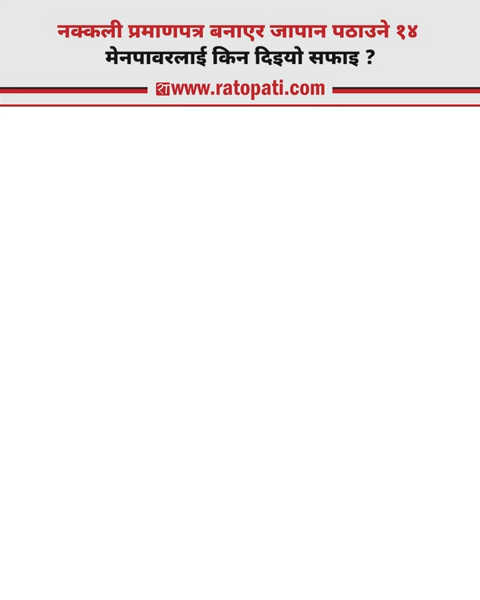 नक्कली प्रमाणपत्र बनाएर जापान पठाउने १४
मेनपावरलाई किन दिइयो सफाइ ?
रा www.ratopati.com